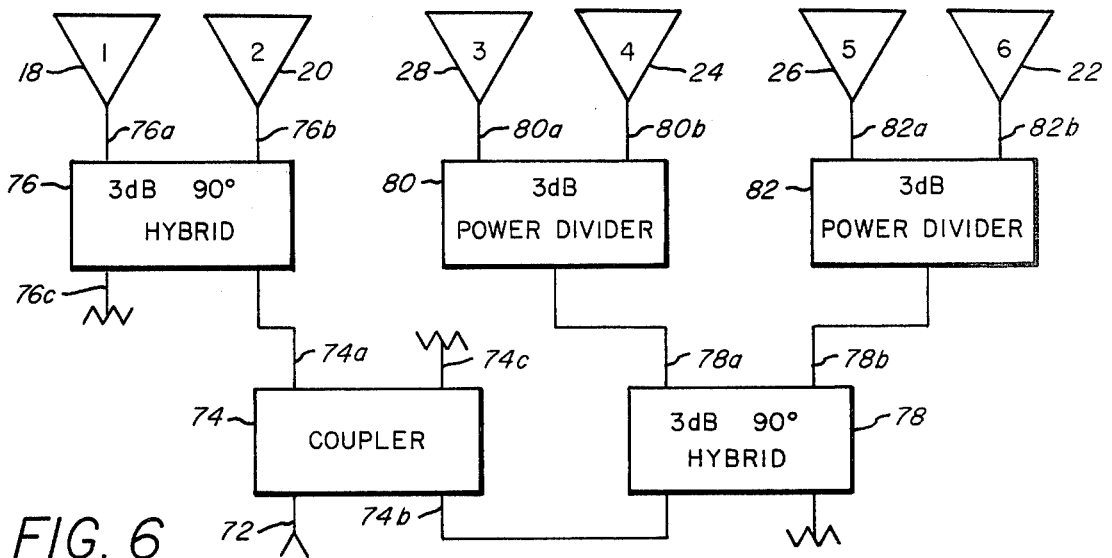 1 2 3 4 5 6
18 20 28 24 26 22
76a 76b 80a 80b 82a 82b
76 3dB 90° 80 3dB 82 3dB
HYBRID POWER DIVIDER POWER DIVIDER
76c
74a 74c 78a 78b
74 COUPLER 3dB 90° 78
HYBRID
FIG. 6 72 74b